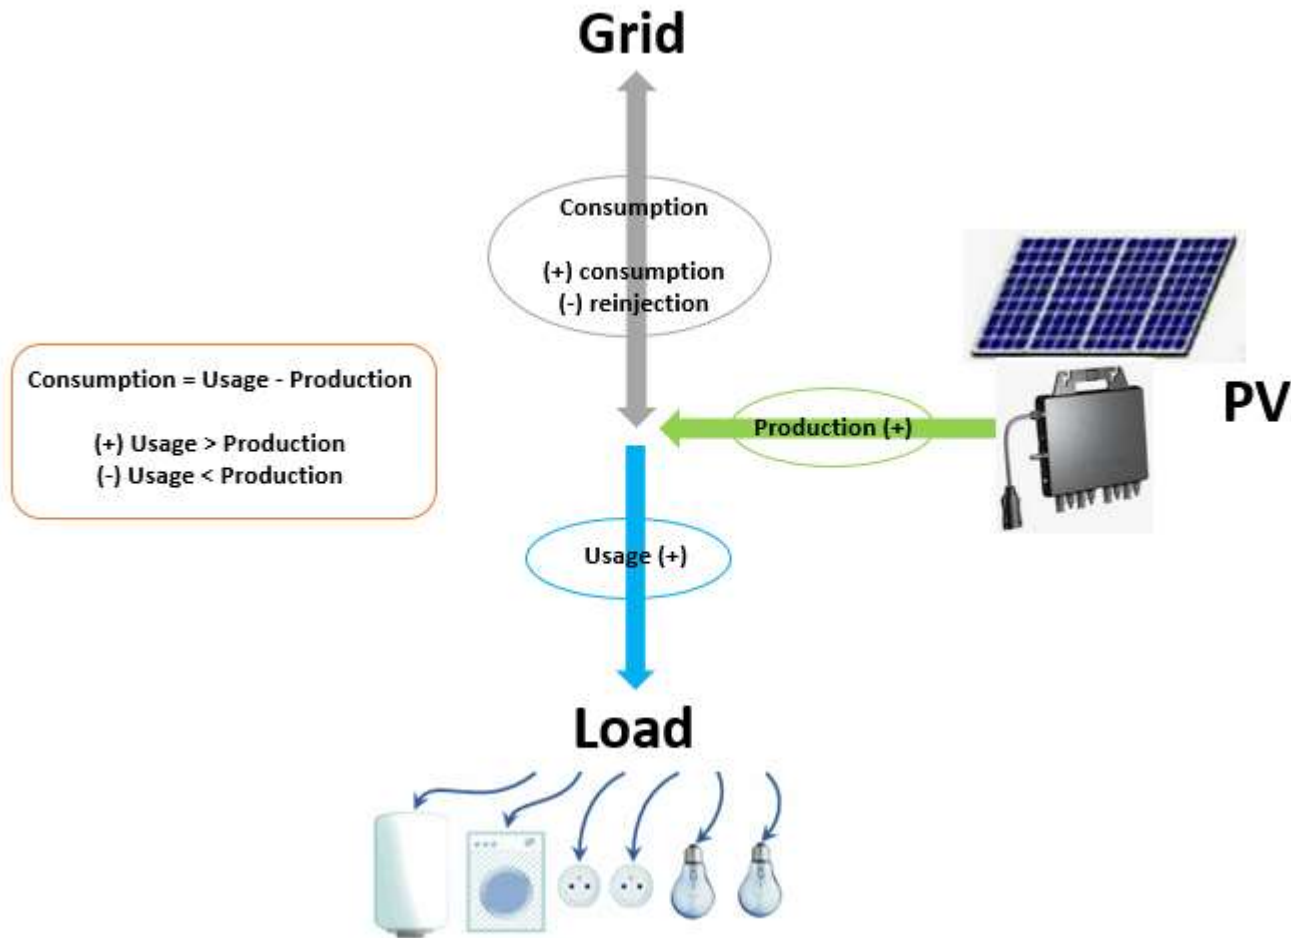 Grid
Consumption
(+) consumption
(-) reinjection
Consumption = Usage - Production
(+) Usage > Production
(-) Usage < Production
Production (+)
PV
Usage (+)
Load